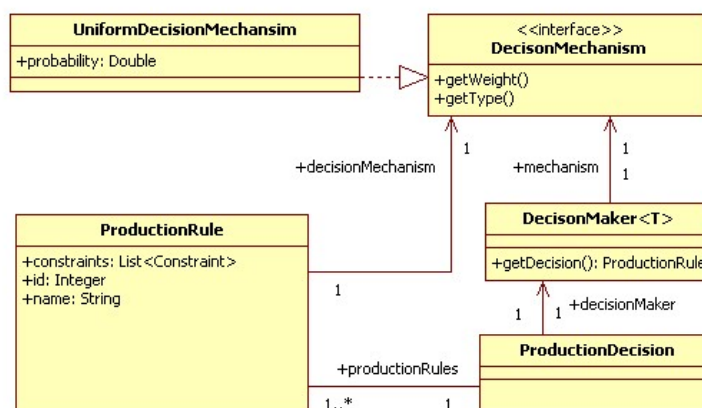 UniformDecisionMechansim
+probability: Double
<<interface>>
DecisonMechanism
+getWeight()
+getType()
1
+decisionMechanism
1
+mechanism
1
ProductionRule
+constraints: List<Constraint>
+id: Integer
+name: String
DecisonMaker<T>
+getDecision(): ProductionRule
1
1
1
+decisionMaker
ProductionDecision
+productionRules
1..*
1